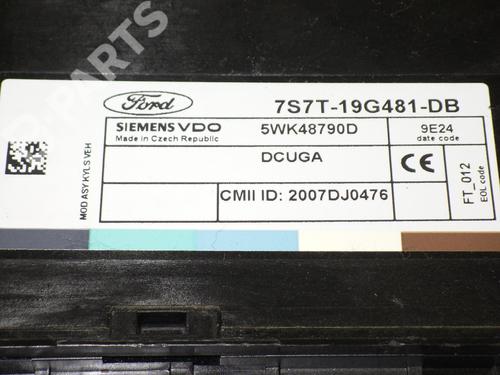 B PARTS
Ford
7S7T-19G481-DB
SIEMENS VDO
Made in Czech Republic
5WK48790D
9E24
date code
DCUGA
CE
CMII ID: 2007DJ0476
MOD ASY KYLS VEH
FT_012
EOL code